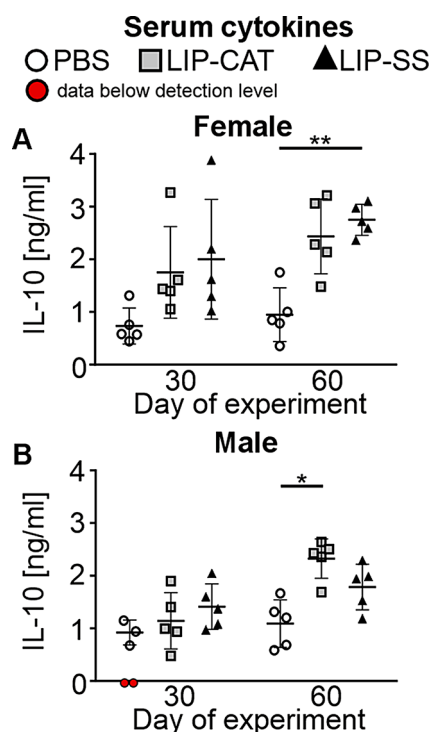 Serum cytokines
PBS LIP-CAT LIP-SS
data below detection level
A
Female
**
IL-10 [ng/ml]
4
3
2
1
0
30 60
Day of experiment
B
Male
*
IL-10 [ng/ml]
4
3
2
1
0
30 60
Day of experiment